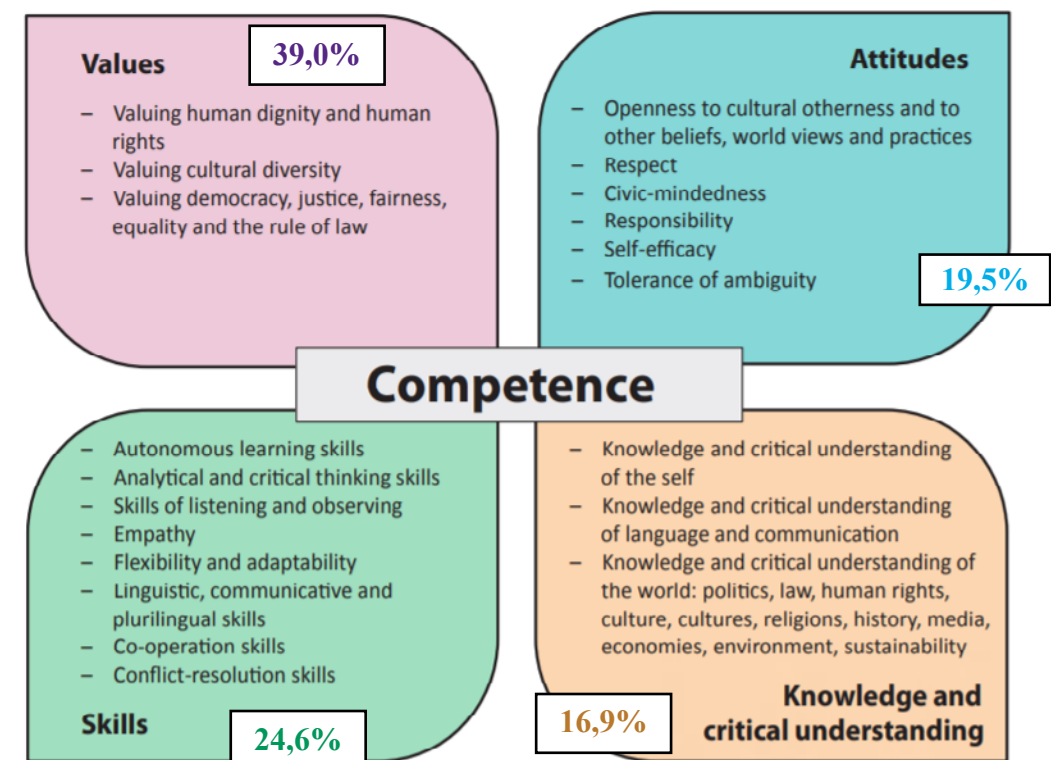 Values
39,0%
– Valuing human dignity and human
rights
– Valuing cultural diversity
– Valuing democracy, justice, fairness,
equality and the rule of law
Attitudes
– Openness to cultural otherness and to
other beliefs, world views and practices
– Respect
– Civic-mindedness
– Responsibility
– Self-efficacy
– Tolerance of ambiguity
19,5%
Competence
– Autonomous learning skills
– Analytical and critical thinking skills
– Skills of listening and observing
– Empathy
– Flexibility and adaptability
– Linguistic, communicative and
plurilingual skills
– Co-operation skills
– Conflict-resolution skills
Skills
24,6%
– Knowledge and critical understanding
of the self
– Knowledge and critical understanding
of language and communication
– Knowledge and critical understanding of
the world: politics, law, human rights,
culture, cultures, religions, history, media,
economies, environment, sustainability
16,9%
Knowledge and
critical understanding